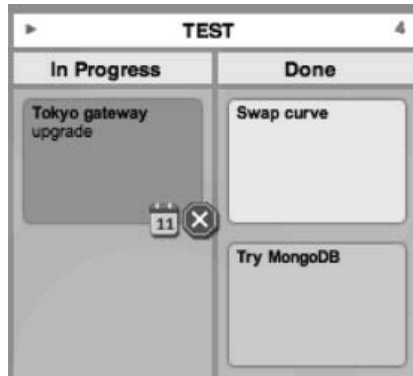 TEST 4
In Progress
Done
Tokyo gateway
upgrade
11
Swap curve
Try MongoDB